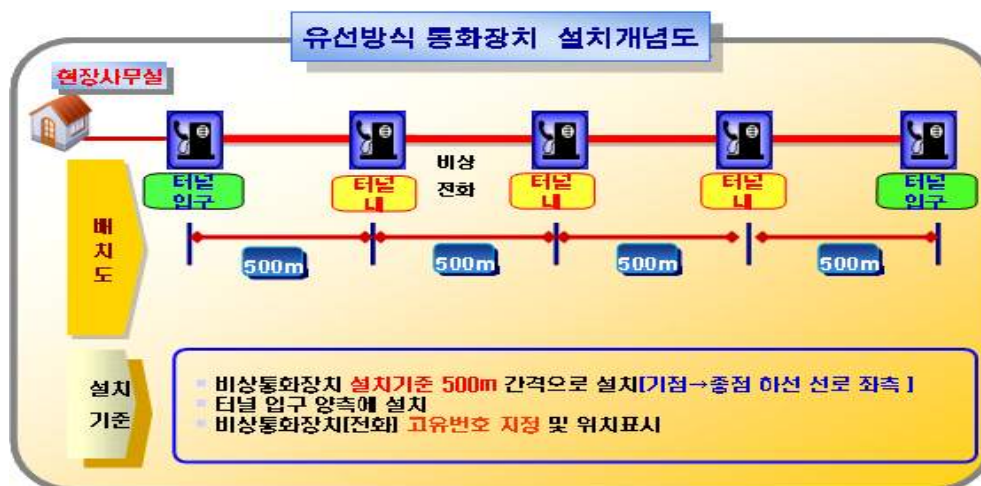 유선방식 통화장치 설치개념도
현장사무실
비상
전화
터널
입구
터널
내
터널
내
터널
내
터널
입구
배
치
도
500m
500m
500m
500m
설치
기준
비상통화장치 설치기준 500m 간격으로 설치[기점→종점 하선 선로 좌측 ]
터널 입구 양측에 설치
비상통화장치[전화] 고유번호 지정 및 위치표시